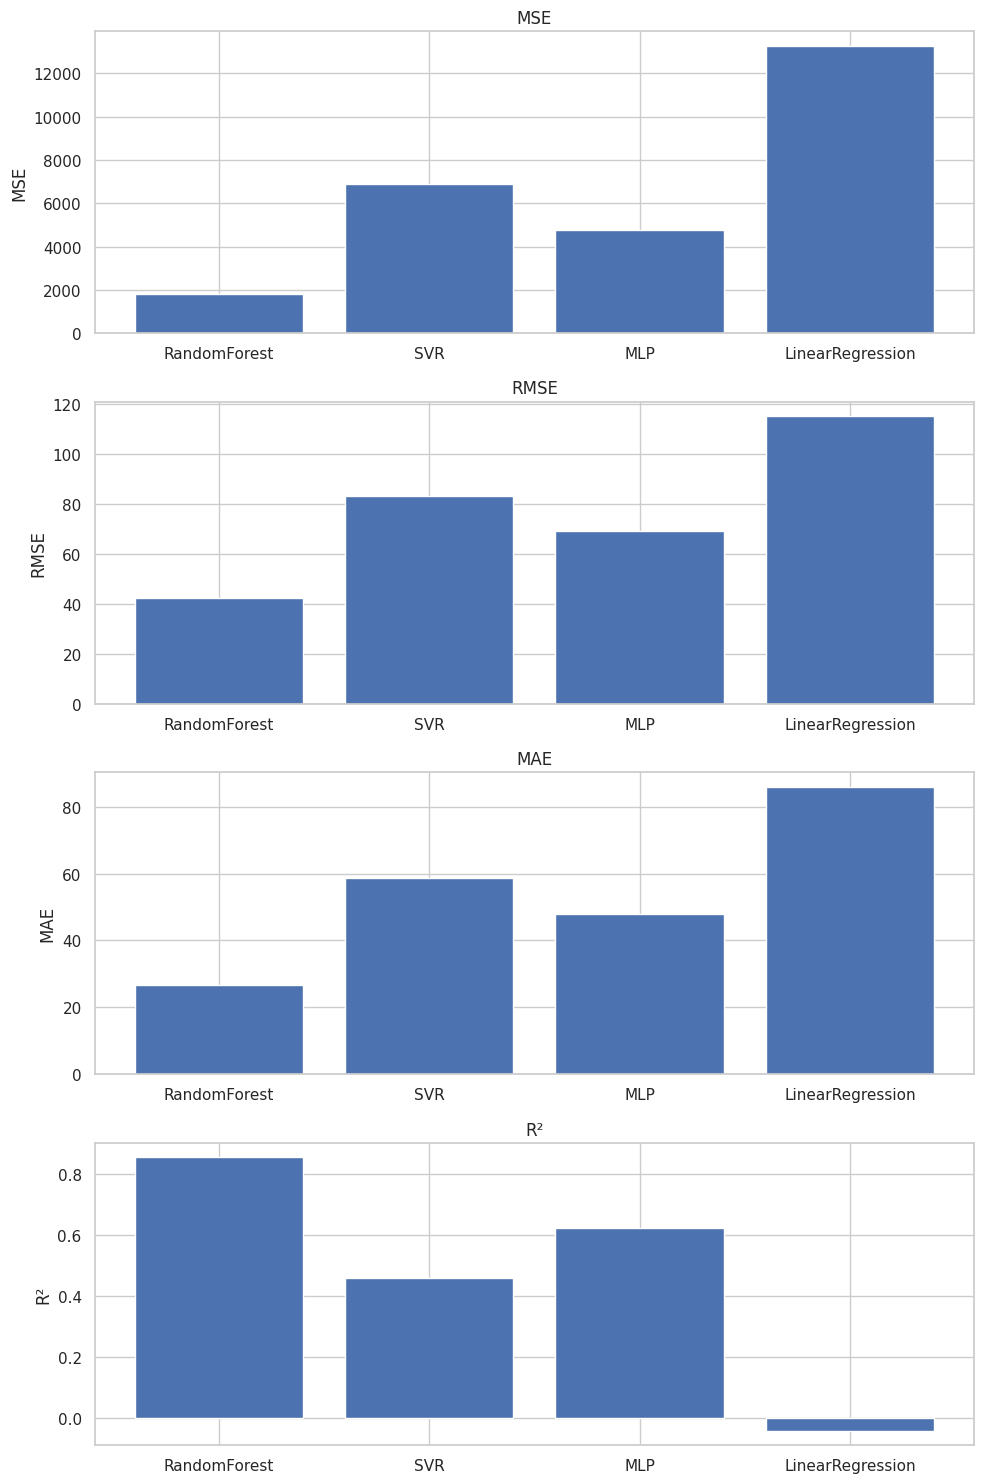 MSE
MSE
12000
10000
8000
6000
4000
2000
0
RandomForest SVR MLP LinearRegression
RMSE
RMSE
120
100
80
60
40
20
0
RandomForest SVR MLP LinearRegression
MAE
MAE
80
60
40
20
0
RandomForest SVR MLP LinearRegression
R²
R²
0.8
0.6
0.4
0.2
0.0
RandomForest SVR MLP LinearRegression